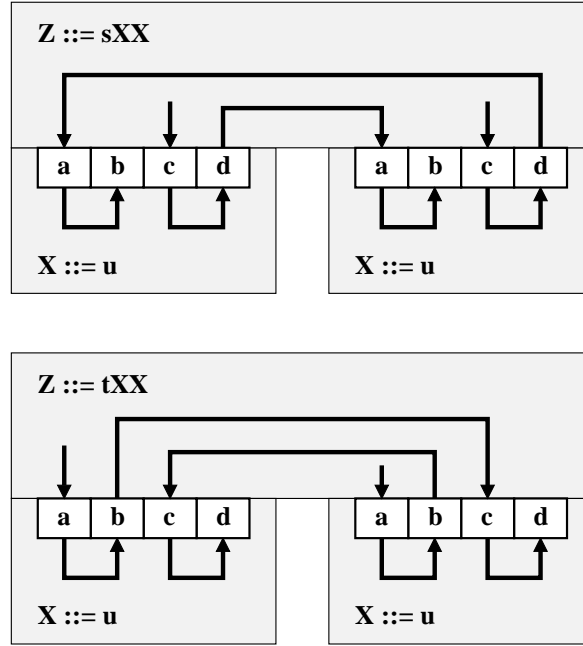 Z ::= sXX
a b c d a b c d
X ::= u X ::= u
Z ::= tXX
a b c d a b c d
X ::= u X ::= u